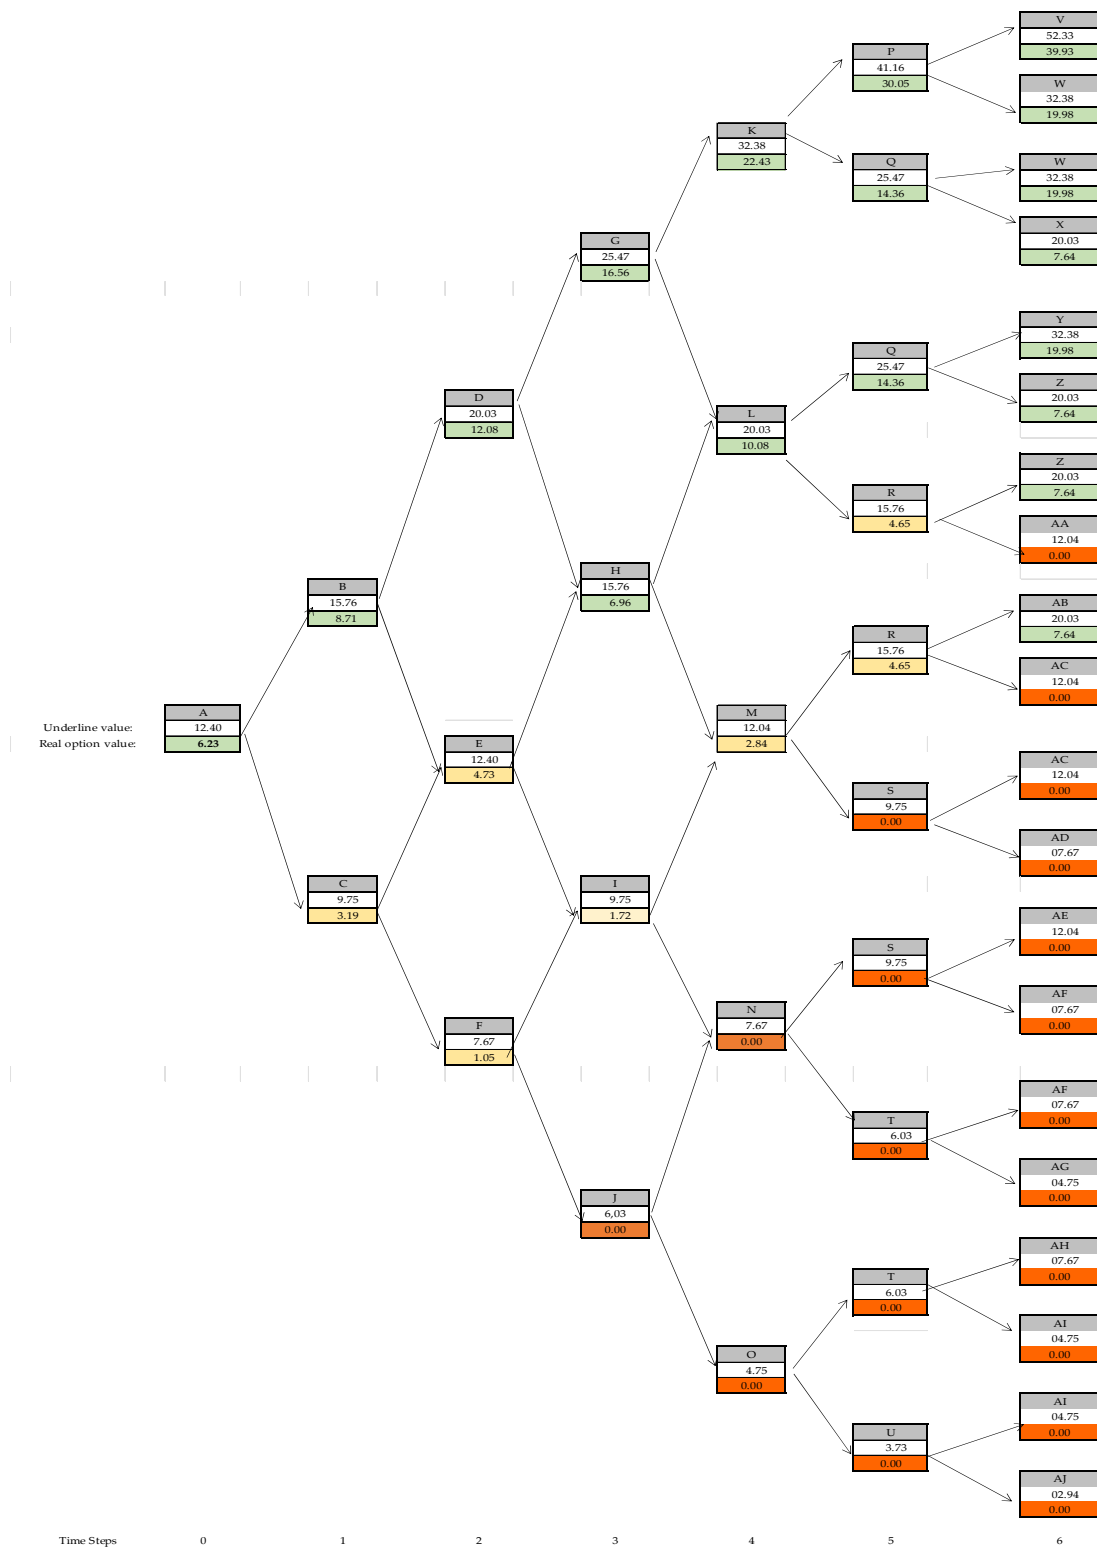 V
52.33
39.93
P
41.16
30.05
W
32.38
19.98
K
32.38
22.43
Q
25.47
14.36
W
32.38
19.98
X
20.03
7.64
G
25.47
16.56
Y
32.38
19.98
Q
25.47
14.36
Z
20.03
7.64
D
20.03
12.08
L
20.03
10.08
Z
20.03
7.64
R
15.76
4.65
AA
12.04
0.00
H
15.76
6.96
B
15.76
8.71
AB
20.03
7.64
R
15.76
4.65
AC
12.04
0.00
A
Underline value: 12.40
Real option value: 6.23
M
12.04
2.84
E
12.40
4.73
AC
12.04
0.00
S
9.75
0.00
AD
07.67
0.00
C
9.75
3.19
I
9.75
1.72
AE
12.04
0.00
S
9.75
0.00
AF
07.67
0.00
N
7.67
0.00
F
7.67
1.05
AF
07.67
0.00
T
6.03
0.00
AG
04.75
0.00
J
6,03
0.00
AH
07.67
0.00
T
6.03
0.00
AI
04.75
0.00
O
4.75
0.00
AI
04.75
0.00
U
3.73
0.00
AJ
02.94
0.00
Time Steps 0 1 2 3 4 5 6